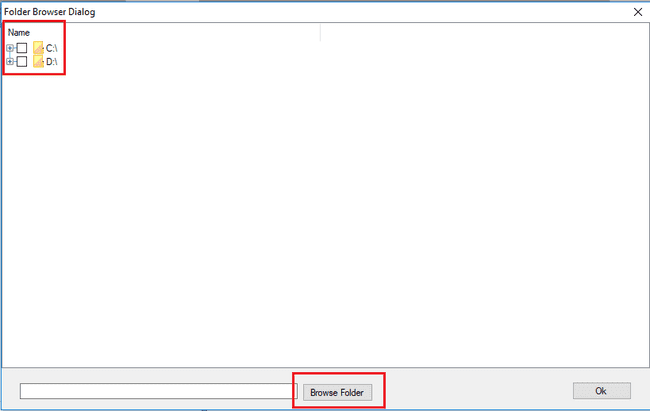 Folder Browser Dialog
Name
C:\
D:\
Browse Folder
Ok